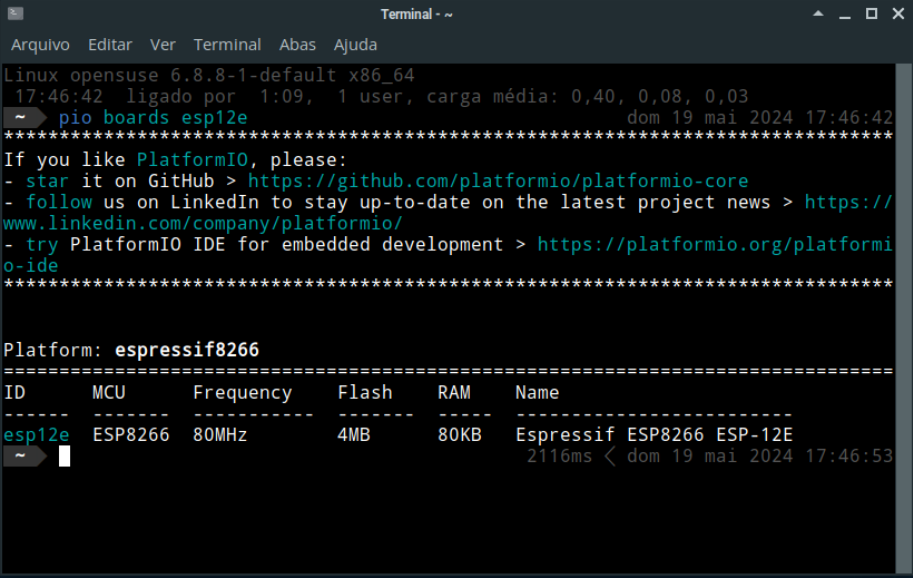 Terminal - ~
Arquivo Editar Ver Terminal Abas Ajuda
Linux opensuse 6.8.8-1-default x86_64
17:46:42 ligado por 1:09, 1 user, carga média: 0,40, 0,08, 0,03
~ pio boards esp12e dom 19 mai 2024 17:46:42
********************************************************************************
If you like PlatformIO, please:
- star it on GitHub > https://github.com/platformio/platformio-core
- follow us on LinkedIn to stay up-to-date on the latest project news > https://
www.linkedin.com/company/platformio/
- try PlatformIO IDE for embedded development > https://platformio.org/platformi
o-ide
********************************************************************************
Platform: espressif8266
================================================================================
ID MCU Frequency Flash RAM Name
------ ------- ----------- ------- ----- -------------------------
esp12e ESP8266 80MHz 4MB 80KB Espressif ESP8266 ESP-12E
~ 2116ms < dom 19 mai 2024 17:46:53